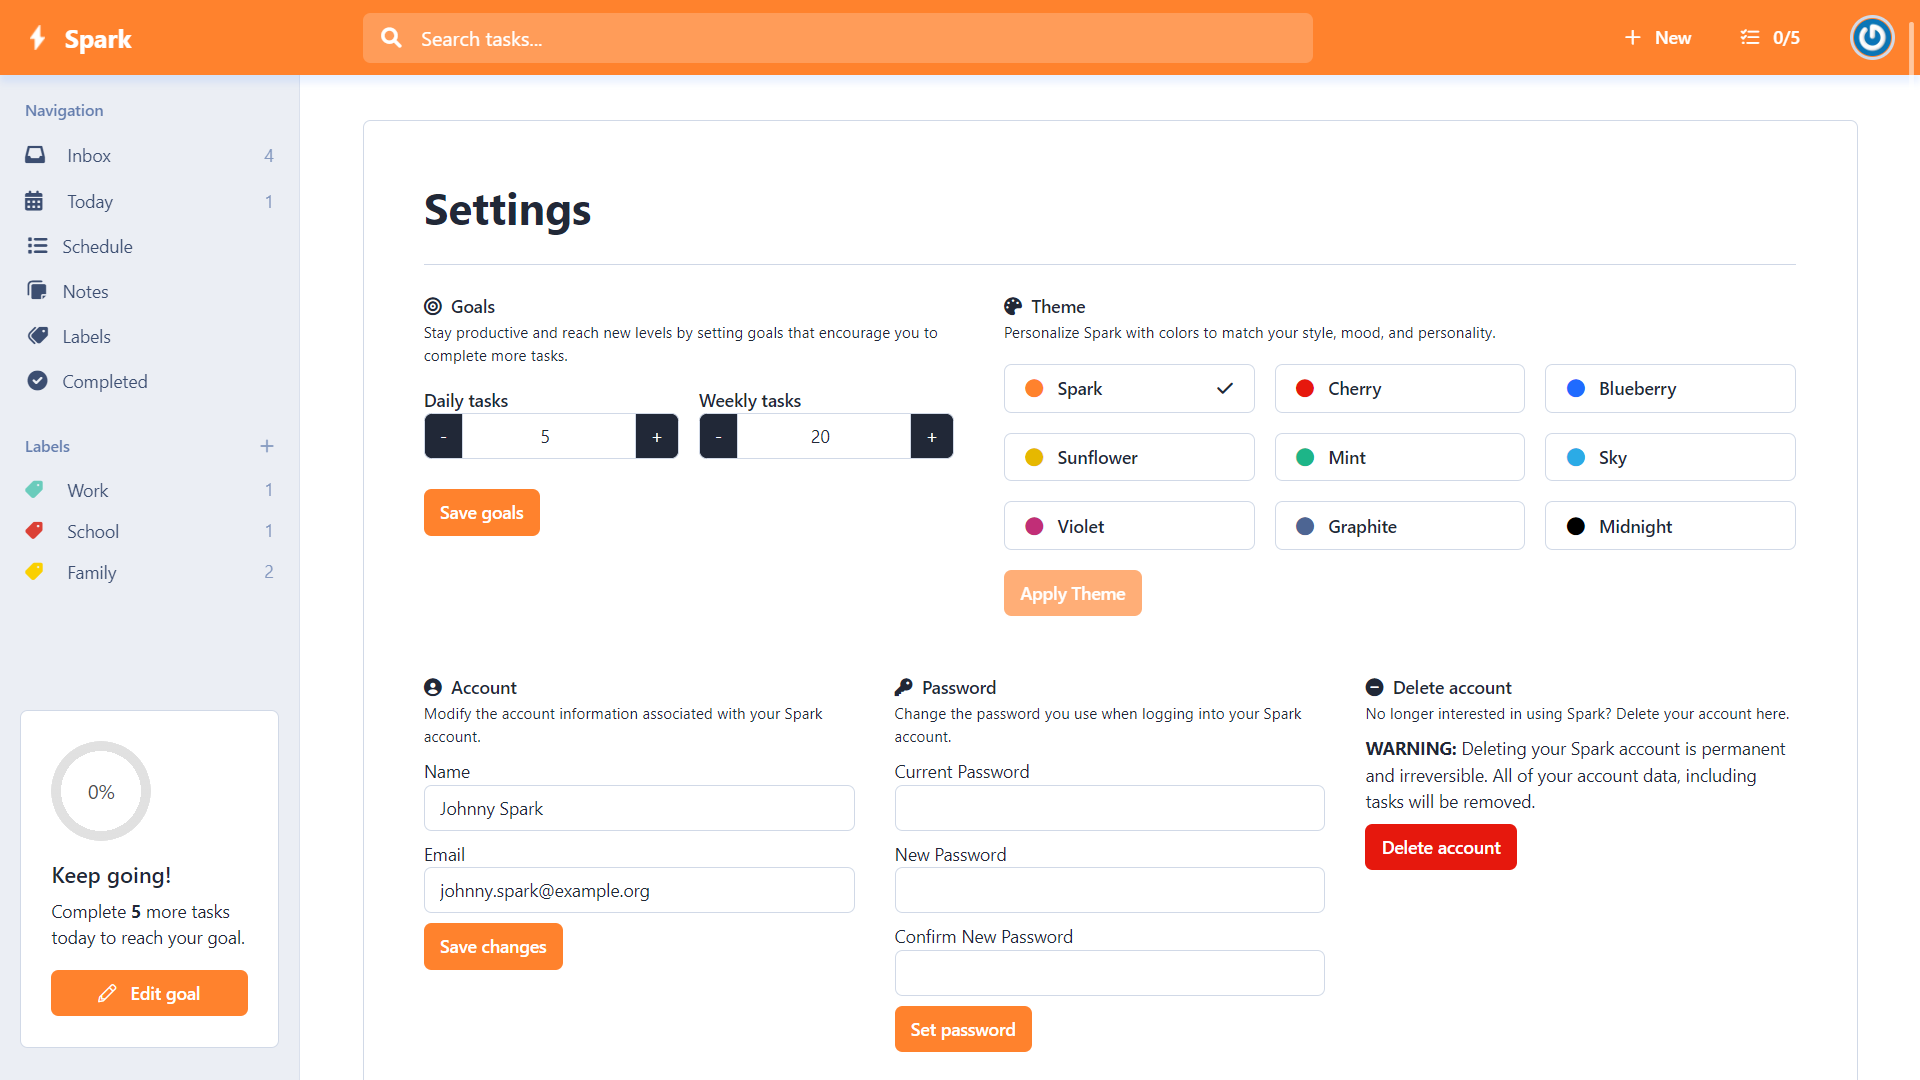 Spark
Search tasks...
New
0/5
Navigation
Inbox 4
Today 1
Schedule
Notes
Labels
Completed
Labels +
Work 1
School 1
Family 2
0%
Keep going!
Complete 5 more tasks
today to reach your goal.
Edit goal
Settings
Goals
Stay productive and reach new levels by setting goals that encourage you to
complete more tasks.
Daily tasks
- 5 +
Weekly tasks
- 20 +
Save goals
Theme
Personalize Spark with colors to match your style, mood, and personality.
Spark
Cherry
Blueberry
Sunflower
Mint
Sky
Violet
Graphite
Midnight
Apply Theme
Account
Modify the account information associated with your Spark
account.
Name
Johnny Spark
Email
johnny.spark@example.org
Save changes
Password
Change the password you use when logging into your Spark
account.
Current Password
New Password
Confirm New Password
Set password
Delete account
No longer interested in using Spark? Delete your account here.
WARNING: Deleting your Spark account is permanent
and irreversible. All of your account data, including
tasks will be removed.
Delete account